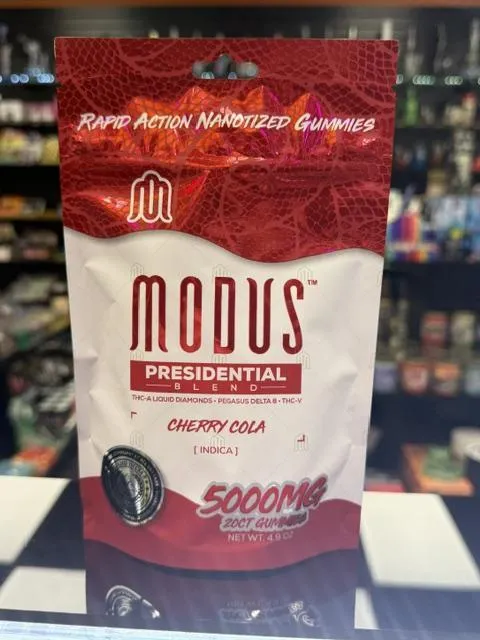 RAPID ACTION NANOTIZED GUMMIES
MODUS™
PRESIDENTIAL
BLEND
THC-A LIQUID DIAMONDS • PEGASUS DELTA 8 • THC-V
CHERRY COLA
[ INDICA ]
5000MG
20CT GUMMIES
NET WT. 4.9 OZ